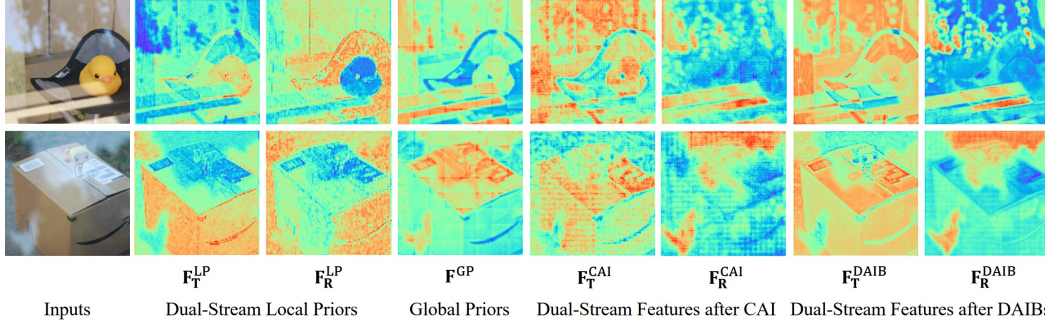 F_T^LP F_R^LP F^GP F_T^CAI F_R^CAI F_T^DAIB F_R^DAIB
Inputs Dual-Stream Local Priors Global Priors Dual-Stream Features after CAI Dual-Stream Features after DAIBs